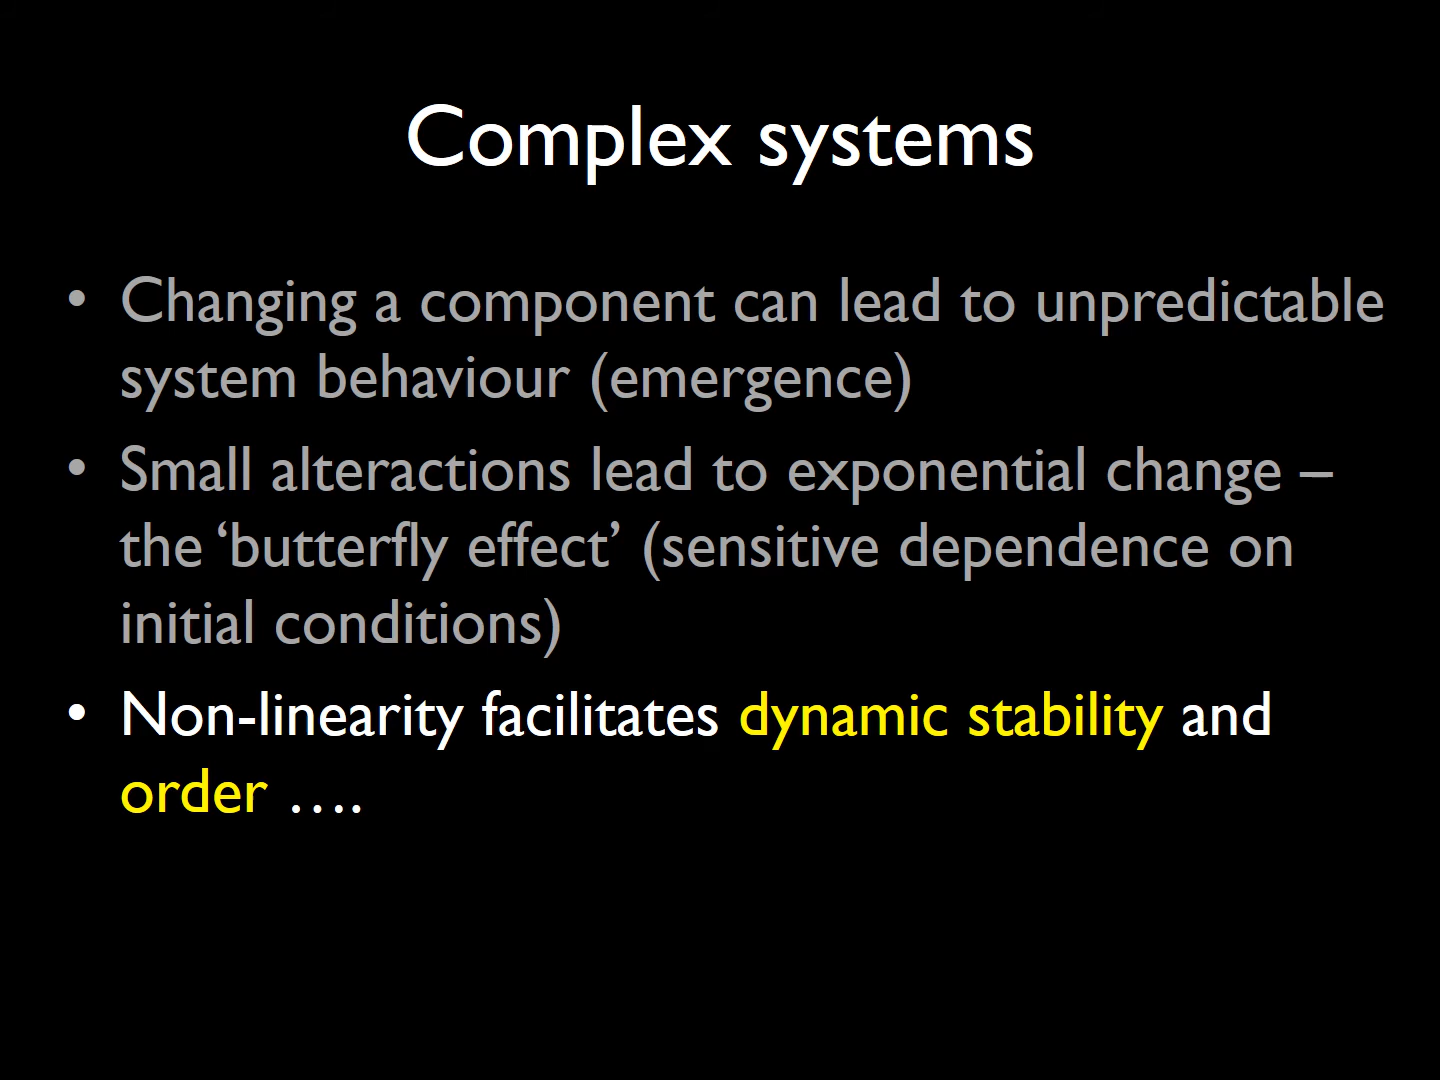 Complex systems
• Changing a component can lead to unpredictable
system behaviour (emergence)
• Small alteractions lead to exponential change –
the ‘butterfly effect’ (sensitive dependence on
initial conditions)
• Non-linearity facilitates dynamic stability and
order ….